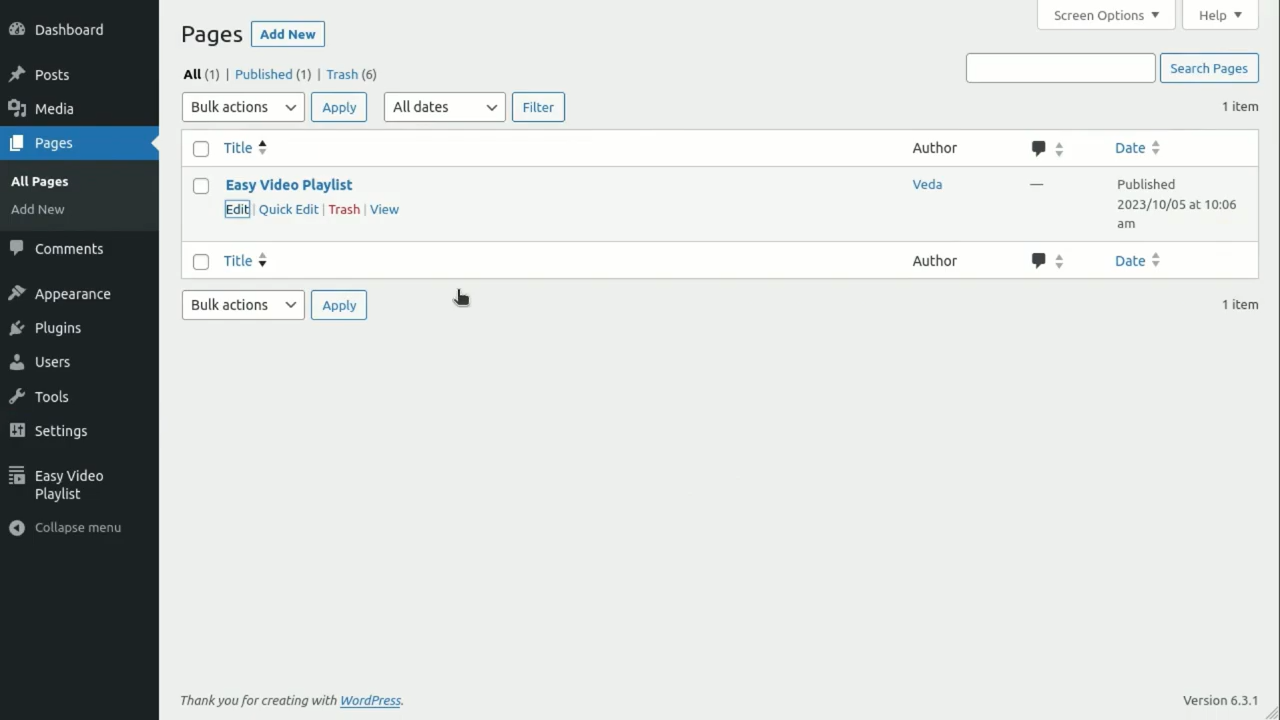 Dashboard
Posts
Media
Pages
All Pages
Add New
Comments
Appearance
Plugins
Users
Tools
Settings
Easy Video
Playlist
Collapse menu
Screen Options
Help
Pages Add New
All (1) | Published (1) | Trash (6)
Search Pages
Bulk actions Apply All dates Filter 1 item
Title Author Date
Easy Video Playlist Veda — Published
2023/10/05 at 10:06
am
Edit | Quick Edit | Trash | View
Title Author Date
Bulk actions Apply 1 item
Thank you for creating with WordPress. Version 6.3.1